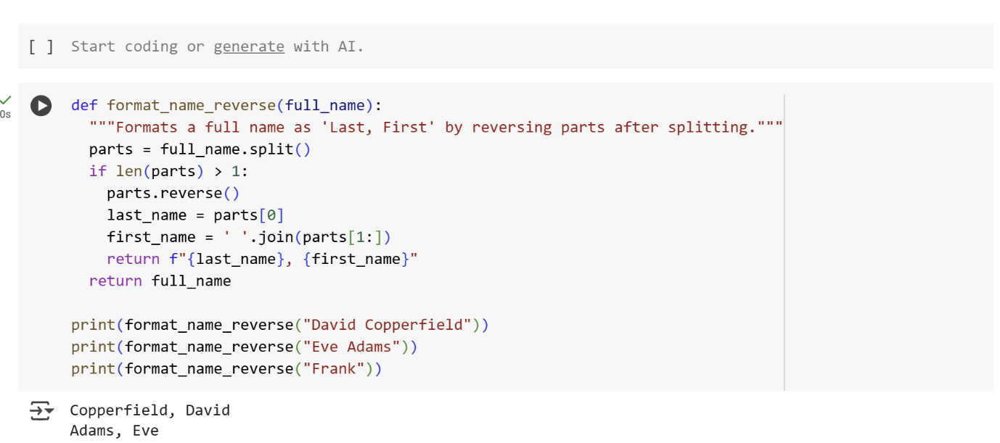 [ ] Start coding or generate with AI.
0s
def format_name_reverse(full_name):
  """Formats a full name as 'Last, First' by reversing parts after splitting."""
  parts = full_name.split()
  if len(parts) > 1:
    parts.reverse()
    last_name = parts[0]
    first_name = ' '.join(parts[1:])
    return f"{last_name}, {first_name}"
  return full_name

print(format_name_reverse("David Copperfield"))
print(format_name_reverse("Eve Adams"))
print(format_name_reverse("Frank"))
Copperfield, David
Adams, Eve